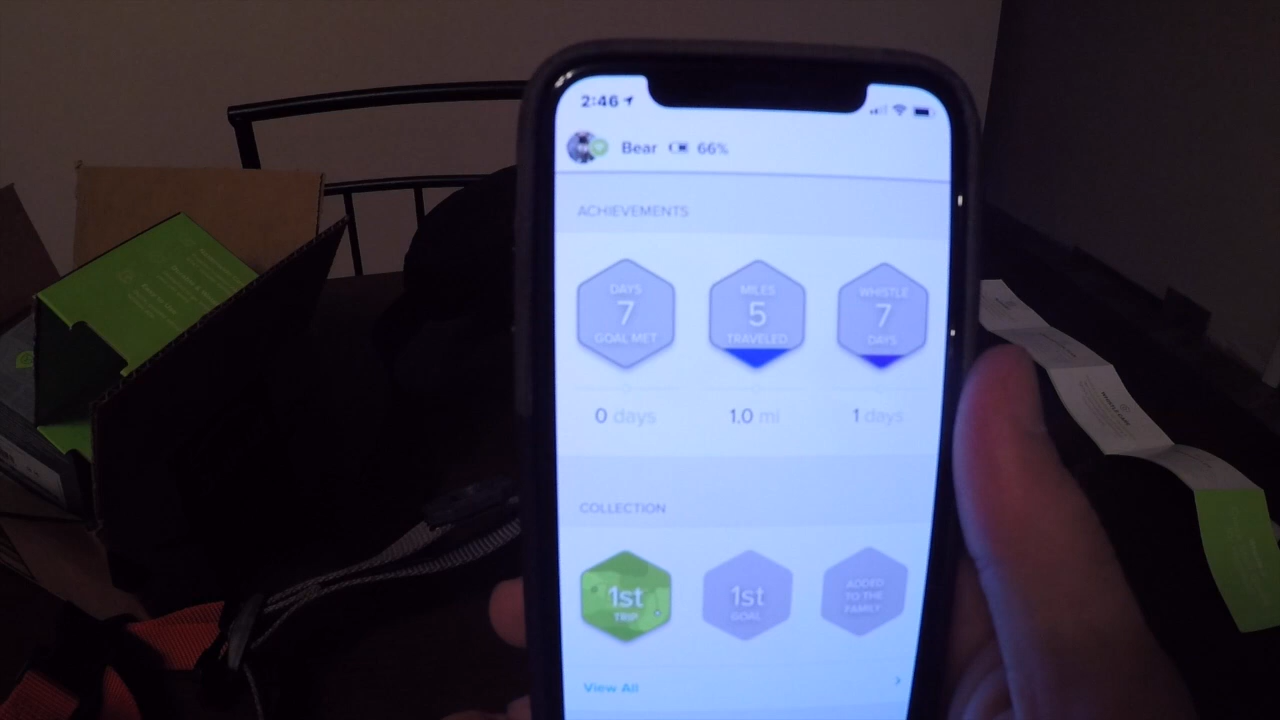 2:46
Bear 66%
ACHIEVEMENTS
DAYS
7
GOAL MET
MILES
5
TRAVELED
WHISTLE
7
DAYS
0 days
1.0 mi
1 days
COLLECTION
1st
TRIP
1st
GOAL
ADDED
TO THE
FAMILY
View All